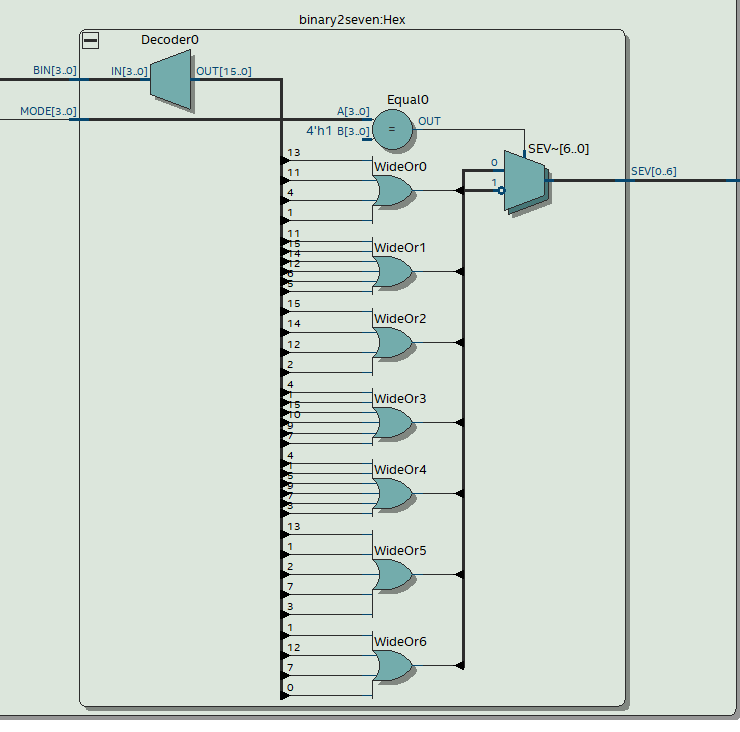 binary2seven:Hex
Decoder0
BIN[3..0]
IN[3..0]
OUT[15..0]
MODE[3..0]
Equal0
A[3..0]
4'h1 B[3..0]
=
OUT
SEV~[6..0]
0
1
SEV[0..6]
13
WideOr0
11
4
1
11
WideOr1
15
14
12
6
5
15
WideOr2
14
12
2
4
WideOr3
1
15
10
9
7
4
WideOr4
1
5
9
7
3
13
WideOr5
1
2
7
3
1
WideOr6
12
7
0